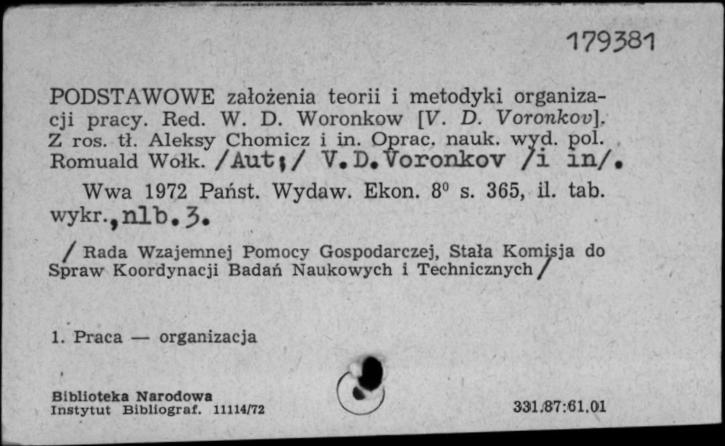 179381
PODSTAWOWE założenia teorii i metodyki organiza-
cji pracy. Red. W. D. Woronkow [V. D. Voronkov].
Z ros. tł. Aleksy Chomicz i in. Oprac. nauk. wyd. pol.
Romuald Wołk. /Aut:/ V.D.Voronkov /i in/.
Wwa 1972 Państ. Wydaw. Ekon. 8⁰ s. 365, il. tab.
wykr.,nlb.3.
/ Rada Wzajemnej Pomocy Gospodarczej, Stała Komisja do
Spraw Koordynacji Badań Naukowych i Technicznych /
1. Praca — organizacja
Biblioteka Narodowa
Instytut Bibliograf. 11114/72
331.87:61.01